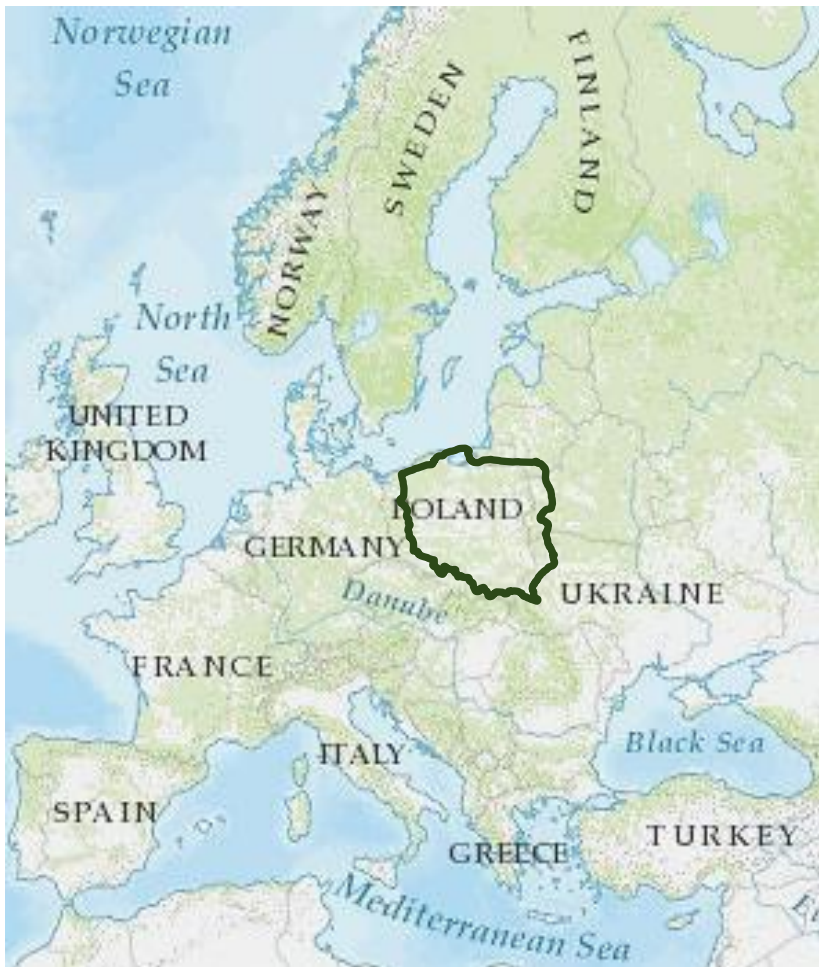 Norwegian
Sea
FINLAND
SWEDEN
NORWAY
North
Sea
UNITED
KINGDOM
POLAND
GERMANY
Danube
UKRAINE
FRANCE
Black Sea
ITALY
SPAIN
TURKEY
GREECE
Mediterranean Sea